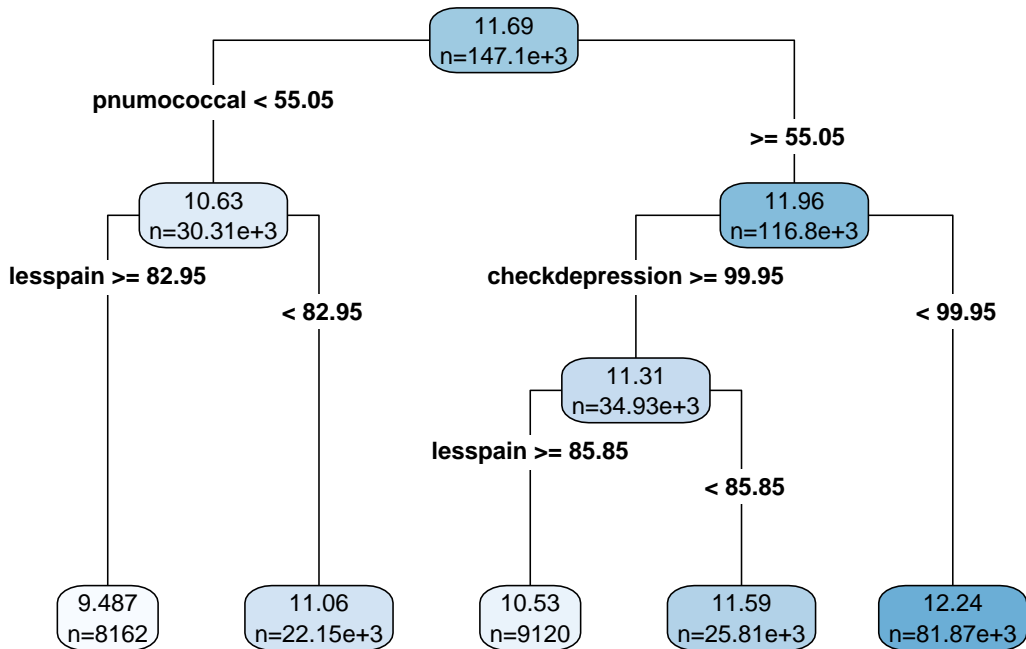 11.69
n=147.1e+3
pnumococcal < 55.05
>= 55.05
10.63
n=30.31e+3
11.96
n=116.8e+3
lesspain >= 82.95
< 82.95
checkdepression >= 99.95
< 99.95
11.31
n=34.93e+3
lesspain >= 85.85
< 85.85
9.487
n=8162
11.06
n=22.15e+3
10.53
n=9120
11.59
n=25.81e+3
12.24
n=81.87e+3